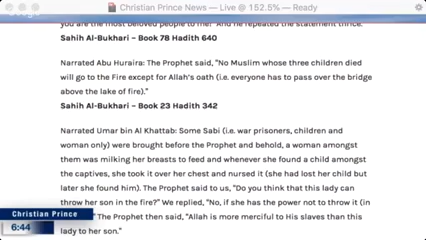 Christian Prince News — Live @ 152.5% — Ready
you are the most beloved people to me!" And he repeated the statement thrice.
Sahih Al-Bukhari – Book 78 Hadith 640
Narrated Abu Huraira: The Prophet said, "No Muslim whose three children died
will go to the Fire except for Allah's oath (i.e. everyone has to pass over the bridge
above the lake of fire)."
Sahih Al-Bukhari – Book 23 Hadith 342
Narrated Umar bin Al Khattab: Some Sabi (i.e. war prisoners, children and
woman only) were brought before the Prophet and behold, a woman amongst
them was milking her breasts to feed and whenever she found a child amongst
the captives, she took it over her chest and nursed it (she had lost her child but
later she found him). The Prophet said to us, "Do you think that this lady can
throw her son in the fire?" We replied, "No, if she has the power not to throw it (in
" The Prophet then said, "Allah is more merciful to His slaves than this
lady to her son."
Christian Prince
6:44